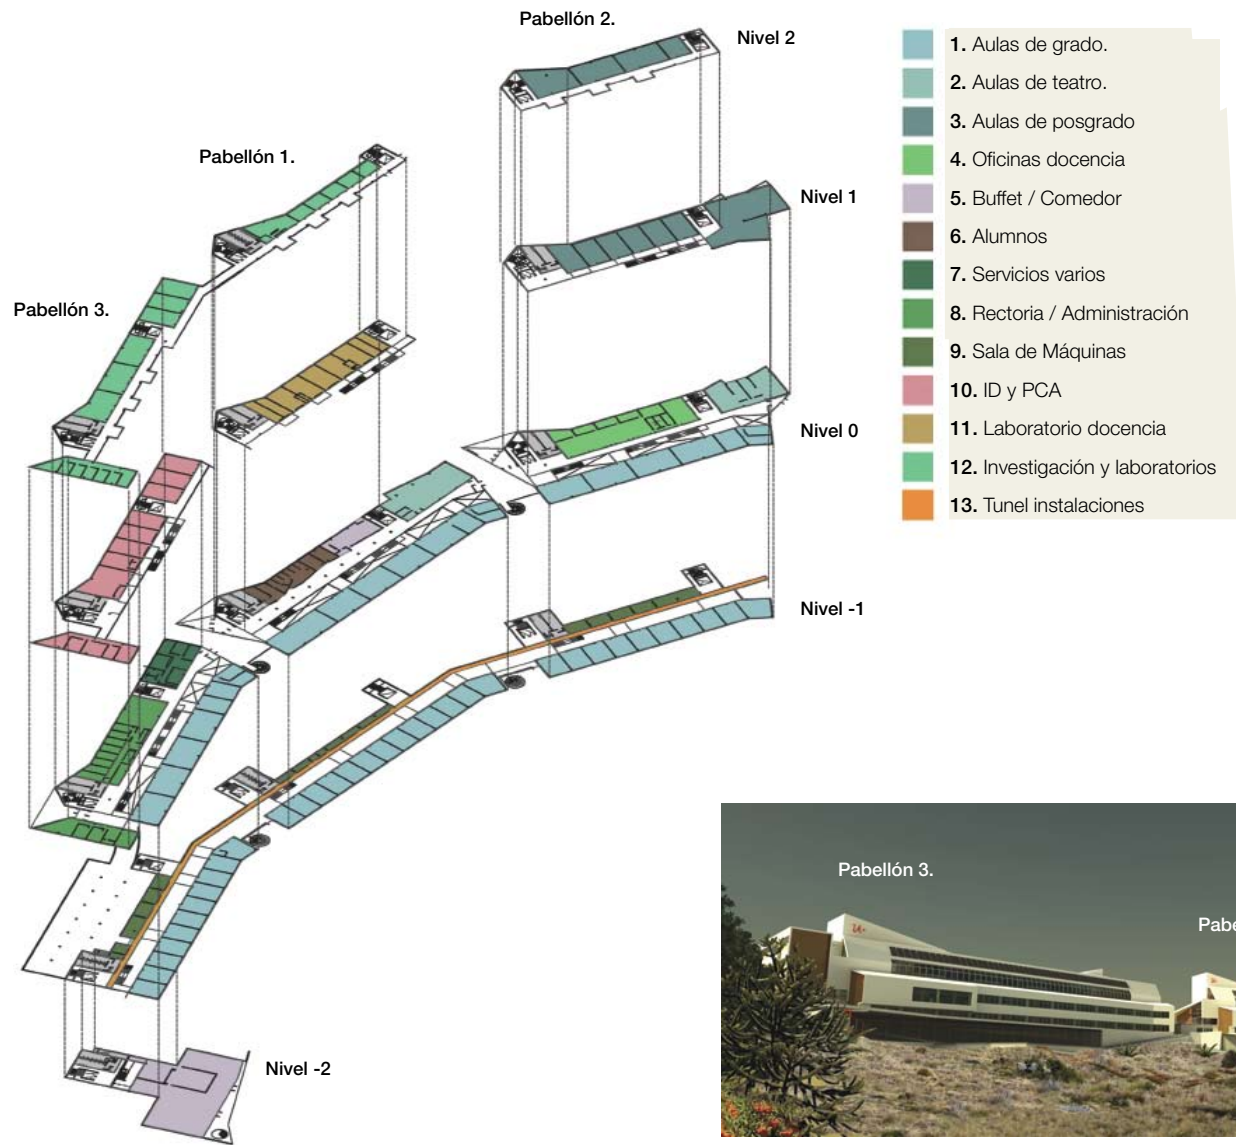 Pabellón 2.
Nivel 2
Pabellón 1.
Nivel 1
Pabellón 3.
Nivel 0
Nivel -1
Nivel -2
1. Aulas de grado.
2. Aulas de teatro.
3. Aulas de posgrado
4. Oficinas docencia
5. Buffet / Comedor
6. Alumnos
7. Servicios varios
8. Rectoria / Administración
9. Sala de Máquinas
10. ID y PCA
11. Laboratorio docencia
12. Investigación y laboratorios
13. Tunel instalaciones
Pabellón 3.